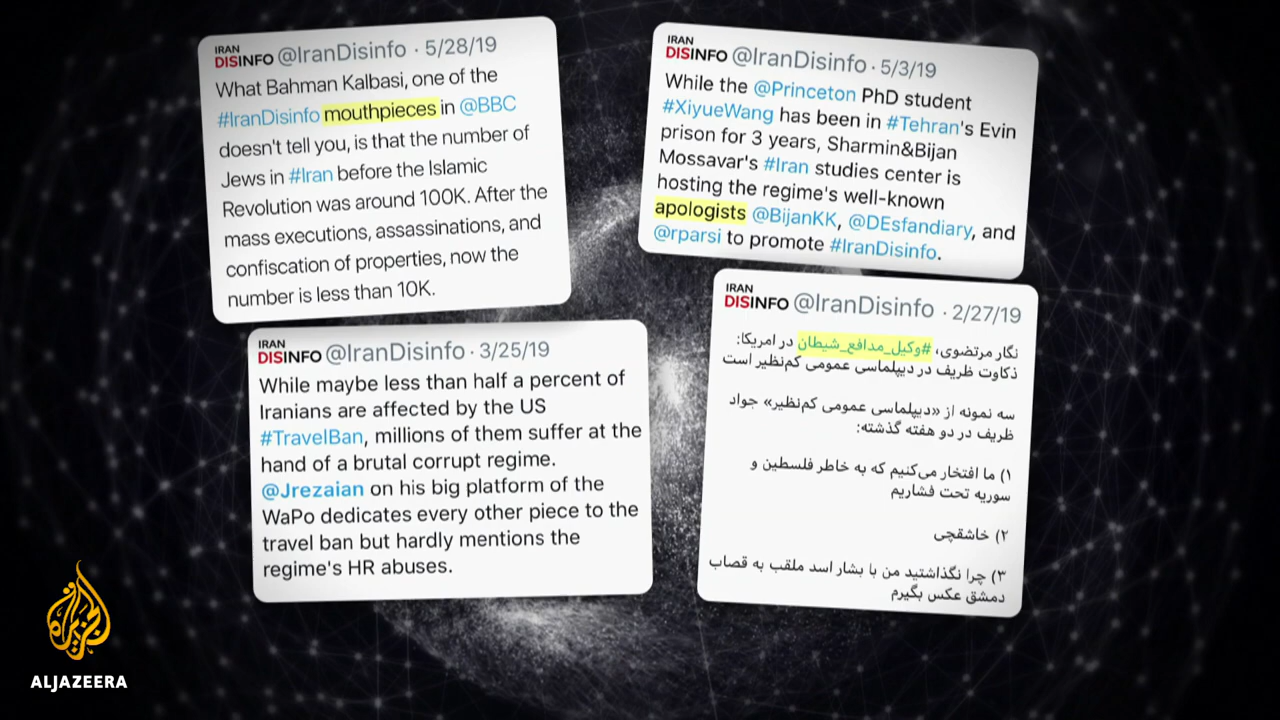 IRAN
DISINFO @IranDisinfo · 5/28/19
What Bahman Kalbasi, one of the
#IranDisinfo mouthpieces in @BBC
doesn't tell you, is that the number of
Jews in #Iran before the Islamic
Revolution was around 100K. After the
mass executions, assassinations, and
confiscation of properties, now the
number is less than 10K.
IRAN
DISINFO @IranDisinfo · 5/3/19
While the @Princeton PhD student
#XiyueWang has been in #Tehran's Evin
prison for 3 years, Sharmin&Bijan
Mossavar's #Iran studies center is
hosting the regime's well-known
apologists @BijanKK, @DEsfandiary, and
@rparsi to promote #IranDisinfo.
IRAN
DISINFO @IranDisinfo · 3/25/19
While maybe less than half a percent of
Iranians are affected by the US
#TravelBan, millions of them suffer at the
hand of a brutal corrupt regime.
@Jrezaian on his big platform of the
WaPo dedicates every other piece to the
travel ban but hardly mentions the
regime's HR abuses.
IRAN
DISINFO @IranDisinfo · 2/27/19
نگار مرتضوی، #وکیل_مدافع_شیطان در امریکا:
ذکاوت ظریف در دیپلماسی عمومی کم‌نظیر است
سه نمونه از «دیپلماسی عمومی کم‌نظیر» جواد
ظریف در دو هفته گذشته:
۱) ما افتخار می‌کنیم که به خاطر فلسطین و
سوریه تحت فشاریم
۲) خاشقچی
۳) چرا نگذاشتید من با بشار اسد ملقب به قصاب
دمشق عکس بگیرم
الجزيرة
ALJAZEERA